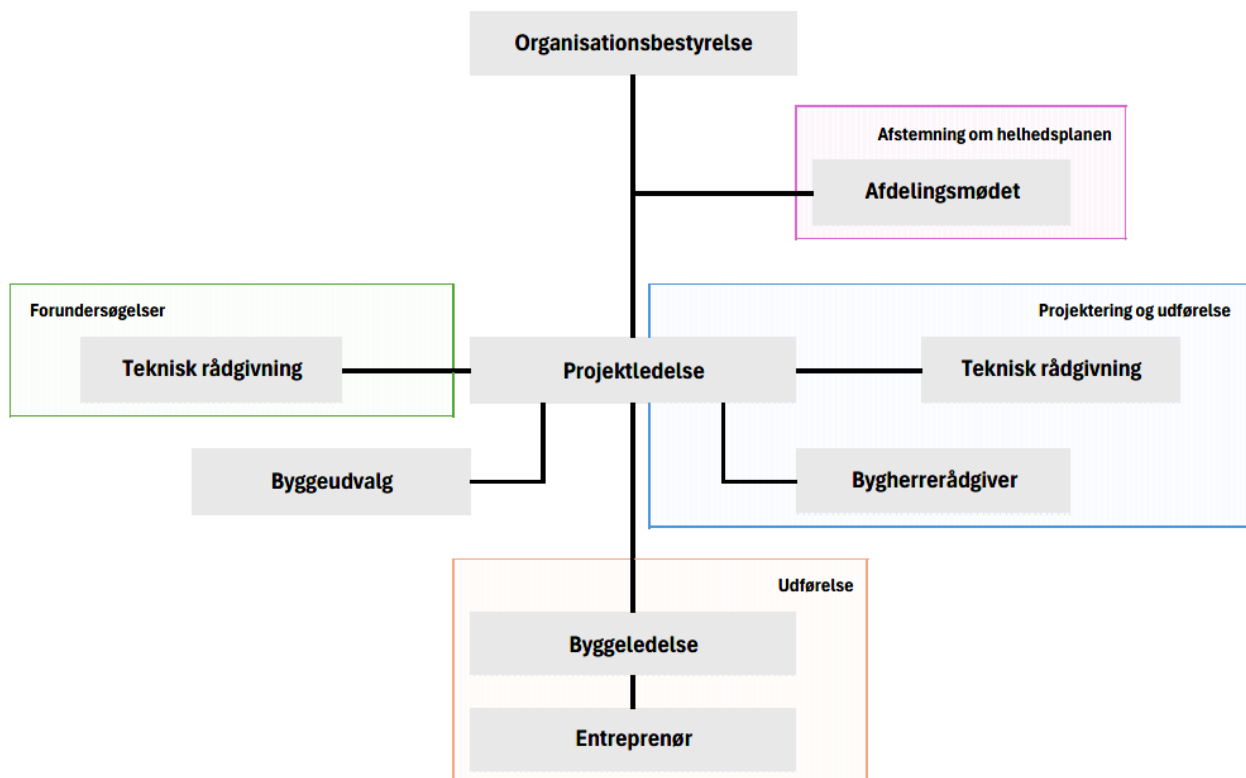 Organisationsbestyrelse
Afstemning om helhedsplanen
Afdelingsmødet
Forundersøgelser
Teknisk rådgivning
Projektledelse
Projektering og udførelse
Teknisk rådgivning
Byggeudvalg
Bygherrerådgiver
Udførelse
Byggeledelse
Entreprenør